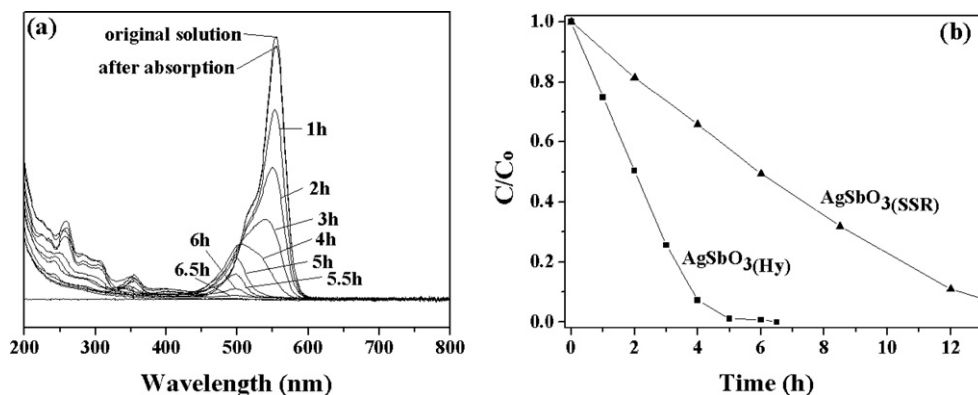 (a)
original solution
after absorption
1h
2h
3h
4h
5h
5.5h
6h
6.5h
200 300 400 500 600 700 800
Wavelength (nm)
(b)
1.0
0.8
0.6
0.4
0.2
0.0
C/Co
AgSbO3(SSR)
AgSbO3(Hy)
0 2 4 6 8 10 12
Time (h)